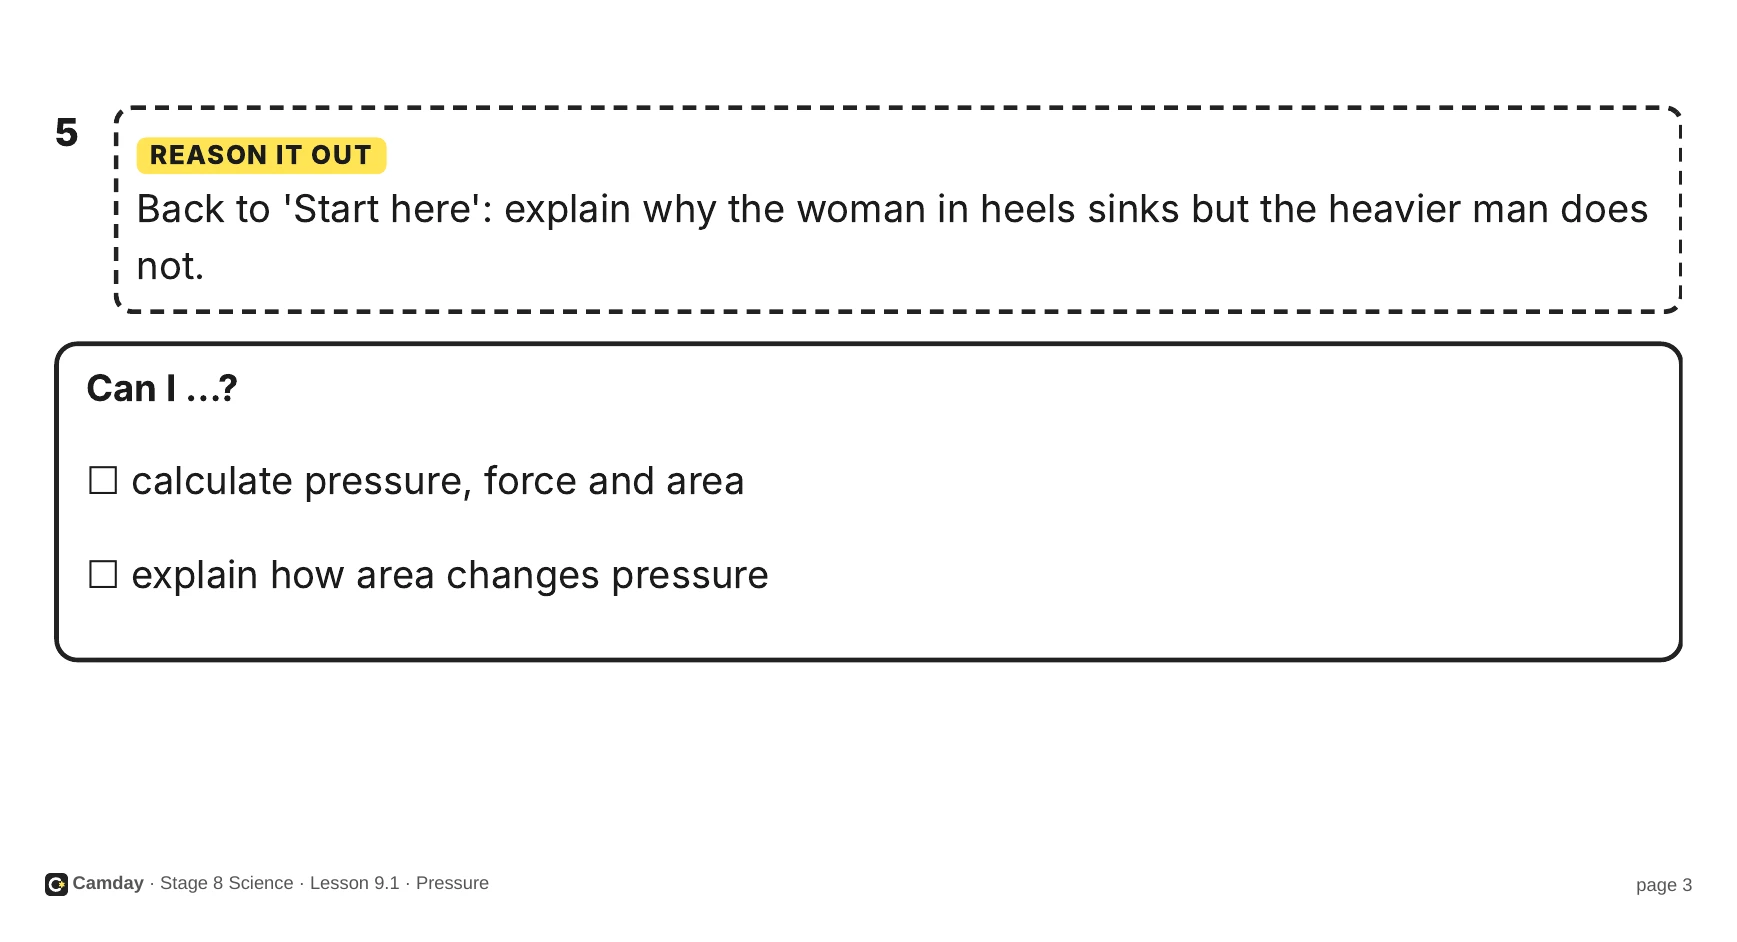 5
REASON IT OUT
Back to 'Start here': explain why the woman in heels sinks but the heavier man does
not.
Can I ...?
☐ calculate pressure, force and area
☐ explain how area changes pressure
Camday · Stage 8 Science · Lesson 9.1 · Pressure
page 3